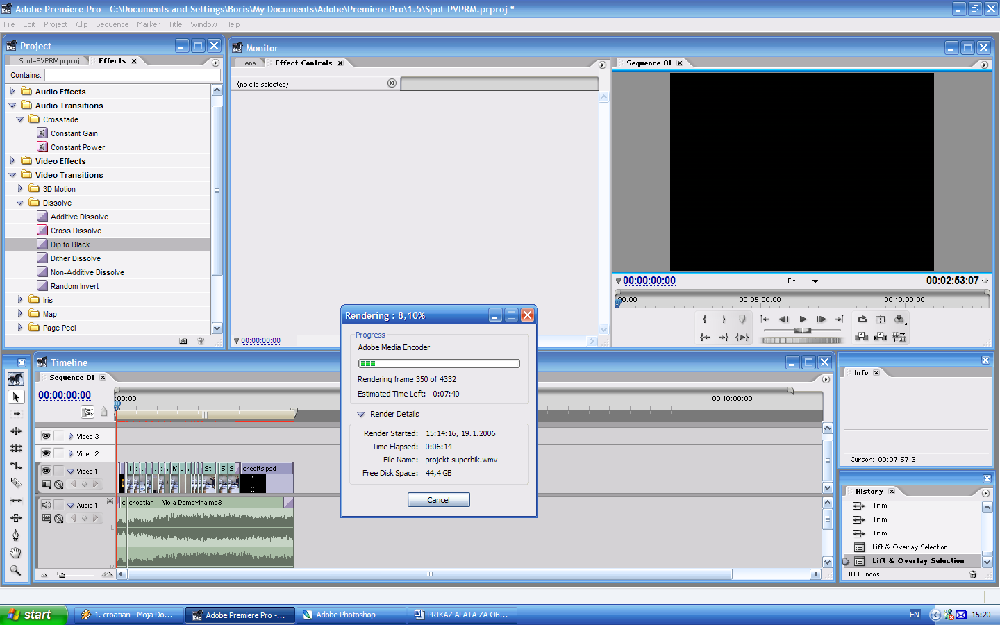 Adobe Premiere Pro - C:\Documents and Settings\Boris\My Documents\Adobe\Premiere Pro\1.5\Spot-PVPRM.prproj *
File Edit Project Clip Sequence Marker Title Window Help
Project
Spot-PVPRM.prproj Effects
Contains:
Audio Effects
Audio Transitions
Crossfade
Constant Gain
Constant Power
Video Effects
Video Transitions
3D Motion
Dissolve
Additive Dissolve
Cross Dissolve
Dip to Black
Dither Dissolve
Non-Additive Dissolve
Random Invert
Iris
Map
Page Peel
Monitor
Ana Effect Controls
(no clip selected)
00:00:00:00
Sequence 01
00:00:00:00 Fit 00:02:53:07
00:00 00:05:00:00 00:10:00:00
Rendering : 8,10%
Progress
Adobe Media Encoder
Rendering frame 350 of 4332
Estimated Time Left: 0:07:40
Render Details
Render Started: 15:14:16, 19.1.2006
Time Elapsed: 0:06:14
File Name: projekt-superhik.wmv
Free Disk Space: 44,4 GB
Cancel
Timeline
Sequence 01
00:00:00:00
:00:00 00:10:00:00
Video 3
Video 2
Video 1
M Sti S S credits.psd
Audio 1
c croatian - Moja Domovina.mp3
L
R
Info
Cursor: 00:07:57:21
History
Trim
Trim
Trim
Lift & Overlay Selection
Lift & Overlay Selection
100 Undos
start
1. croatian - Moja Do...
Adobe Premiere Pro -...
Adobe Photoshop
PRIKAZ ALATA ZA OB...
EN
15:20